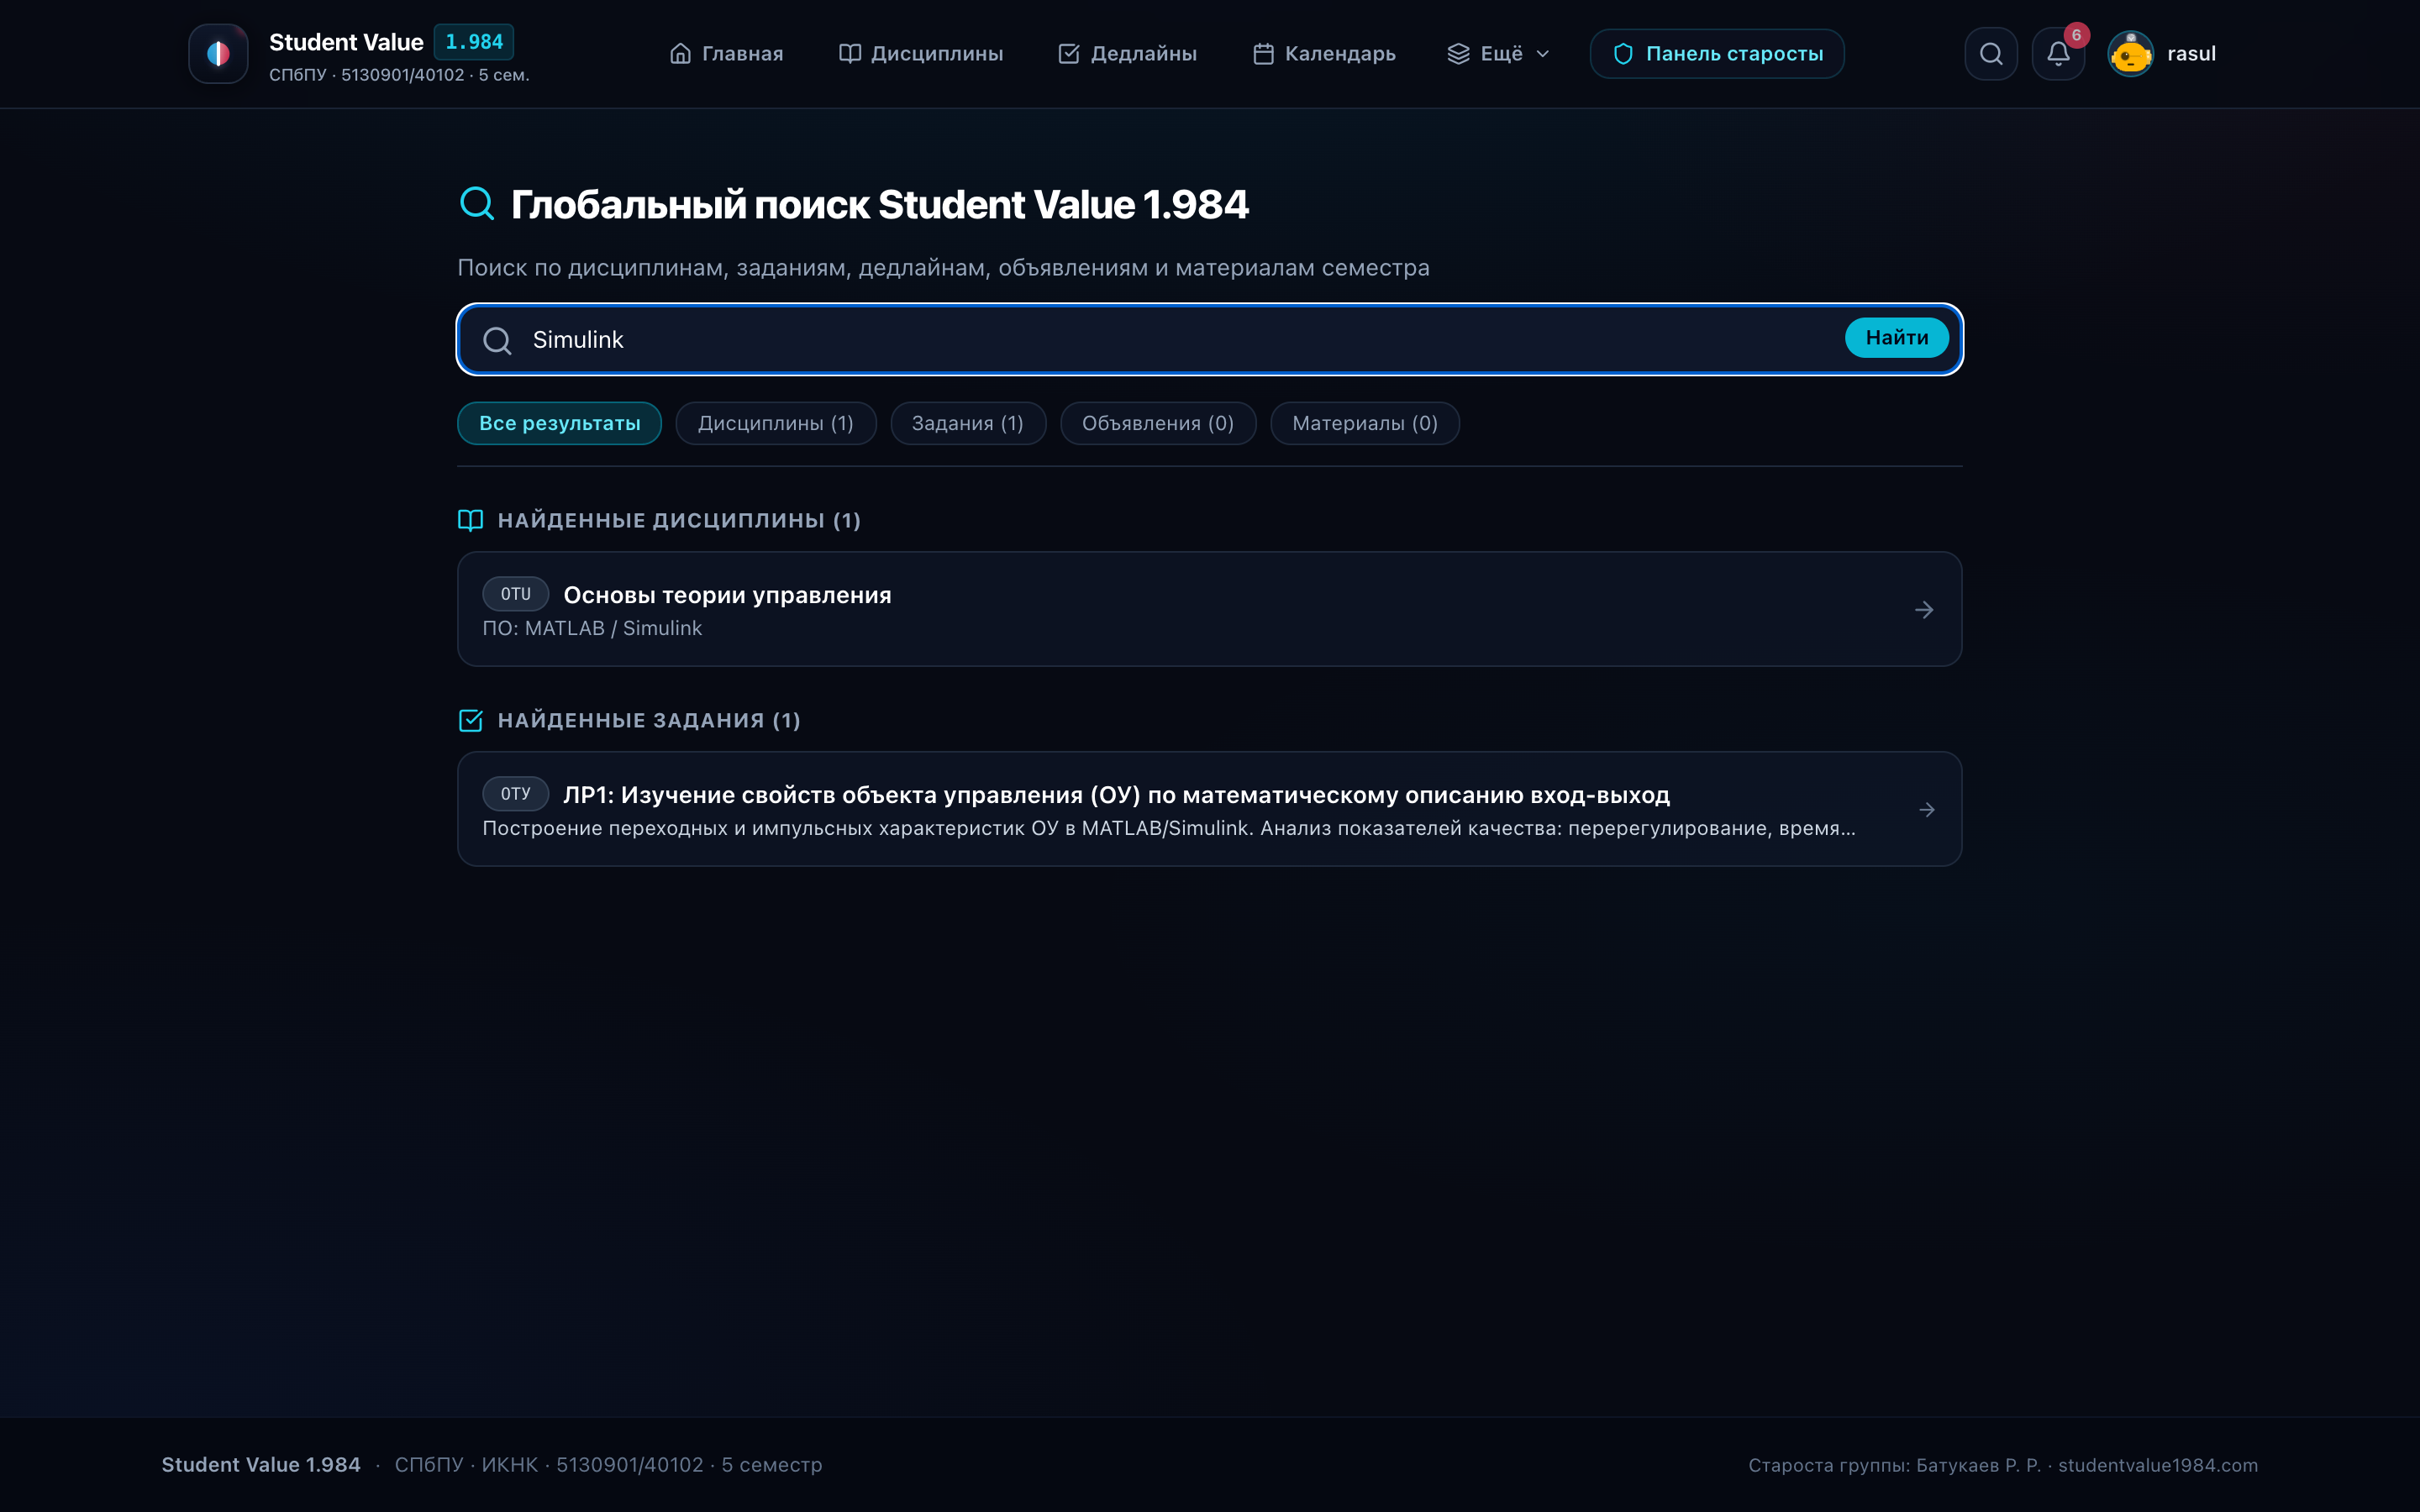 Student Value 1.984
СПбПУ · 5130901/40102 · 5 сем.
Главная
Дисциплины
Дедлайны
Календарь
Ещё
Панель старосты
6
rasul
Глобальный поиск Student Value 1.984
Поиск по дисциплинам, заданиям, дедлайнам, объявлениям и материалам семестра
Simulink
Найти
Все результаты
Дисциплины (1)
Задания (1)
Объявления (0)
Материалы (0)
НАЙДЕННЫЕ ДИСЦИПЛИНЫ (1)
OTU Основы теории управления
ПО: MATLAB / Simulink
НАЙДЕННЫЕ ЗАДАНИЯ (1)
ОТУ ЛР1: Изучение свойств объекта управления (ОУ) по математическому описанию вход-выход
Построение переходных и импульсных характеристик ОУ в MATLAB/Simulink. Анализ показателей качества: перерегулирование, время...
Student Value 1.984 · СПбПУ · ИКНК · 5130901/40102 · 5 семестр
Староста группы: Батукаев Р. Р. · studentvalue1984.com